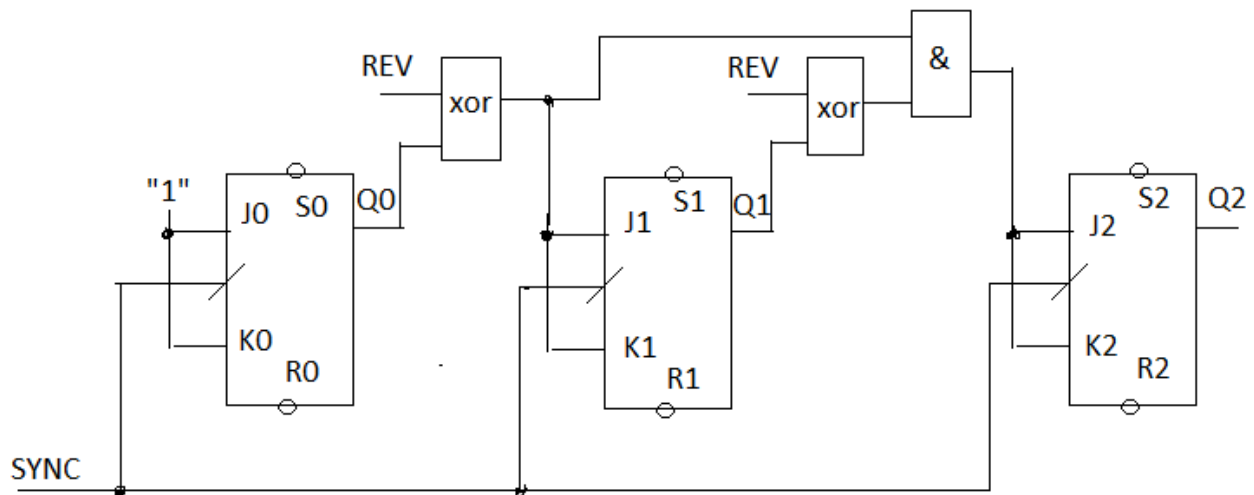 REV
xor
REV
xor
&
"1"
J0
S0
Q0
K0
R0
J1
S1
Q1
K1
R1
J2
S2
Q2
K2
R2
SYNC